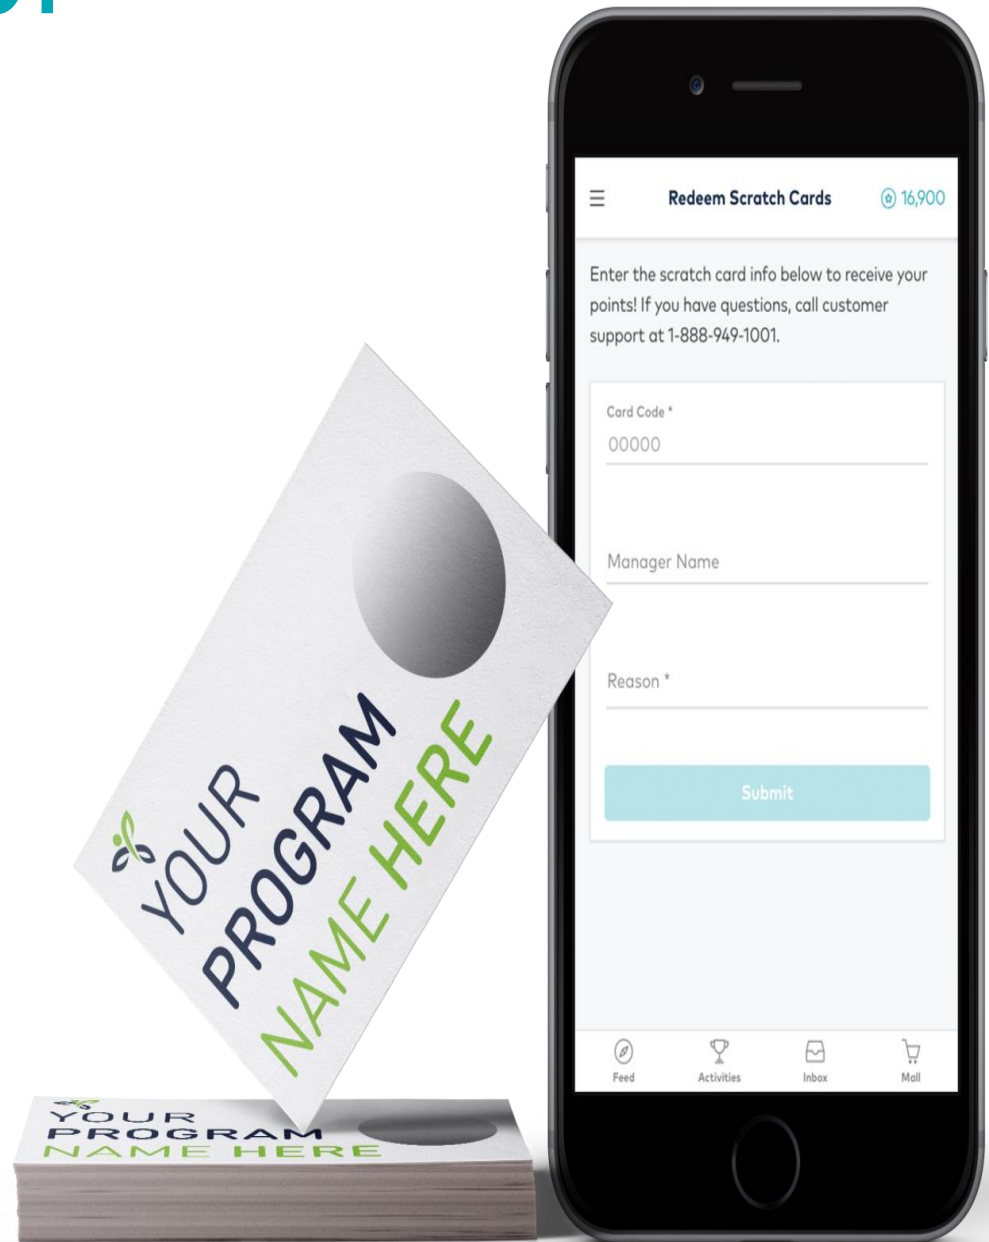 Redeem Scratch Cards
16,900
Enter the scratch card info below to receive your
points! If you have questions, call customer
support at 1-888-949-1001.
Card Code *
00000
Manager Name
Reason *
Submit
Feed
Activities
Inbox
Mall
YOUR
PROGRAM
NAME HERE
YOUR
PROGRAM
NAME HERE